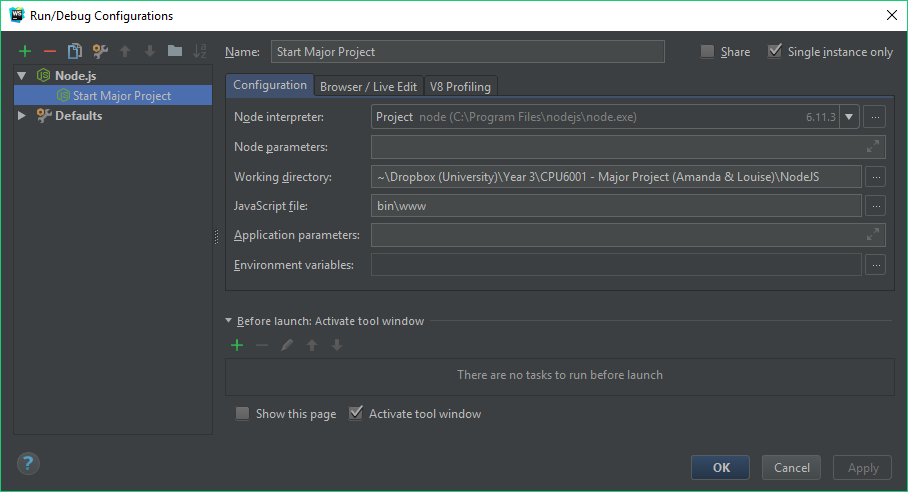 WS Run/Debug Configurations
Name: Start Major Project
Share
Single instance only
Node.js
Start Major Project
Defaults
Configuration
Browser / Live Edit
V8 Profiling
Node interpreter: Project node (C:\Program Files\nodejs\node.exe) 6.11.3
Node parameters:
Working directory: ~\Dropbox (University)\Year 3\CPU6001 - Major Project (Amanda & Louise)\NodeJS
JavaScript file: bin\www
Application parameters:
Environment variables:
Before launch: Activate tool window
There are no tasks to run before launch
Show this page
Activate tool window
?
OK
Cancel
Apply